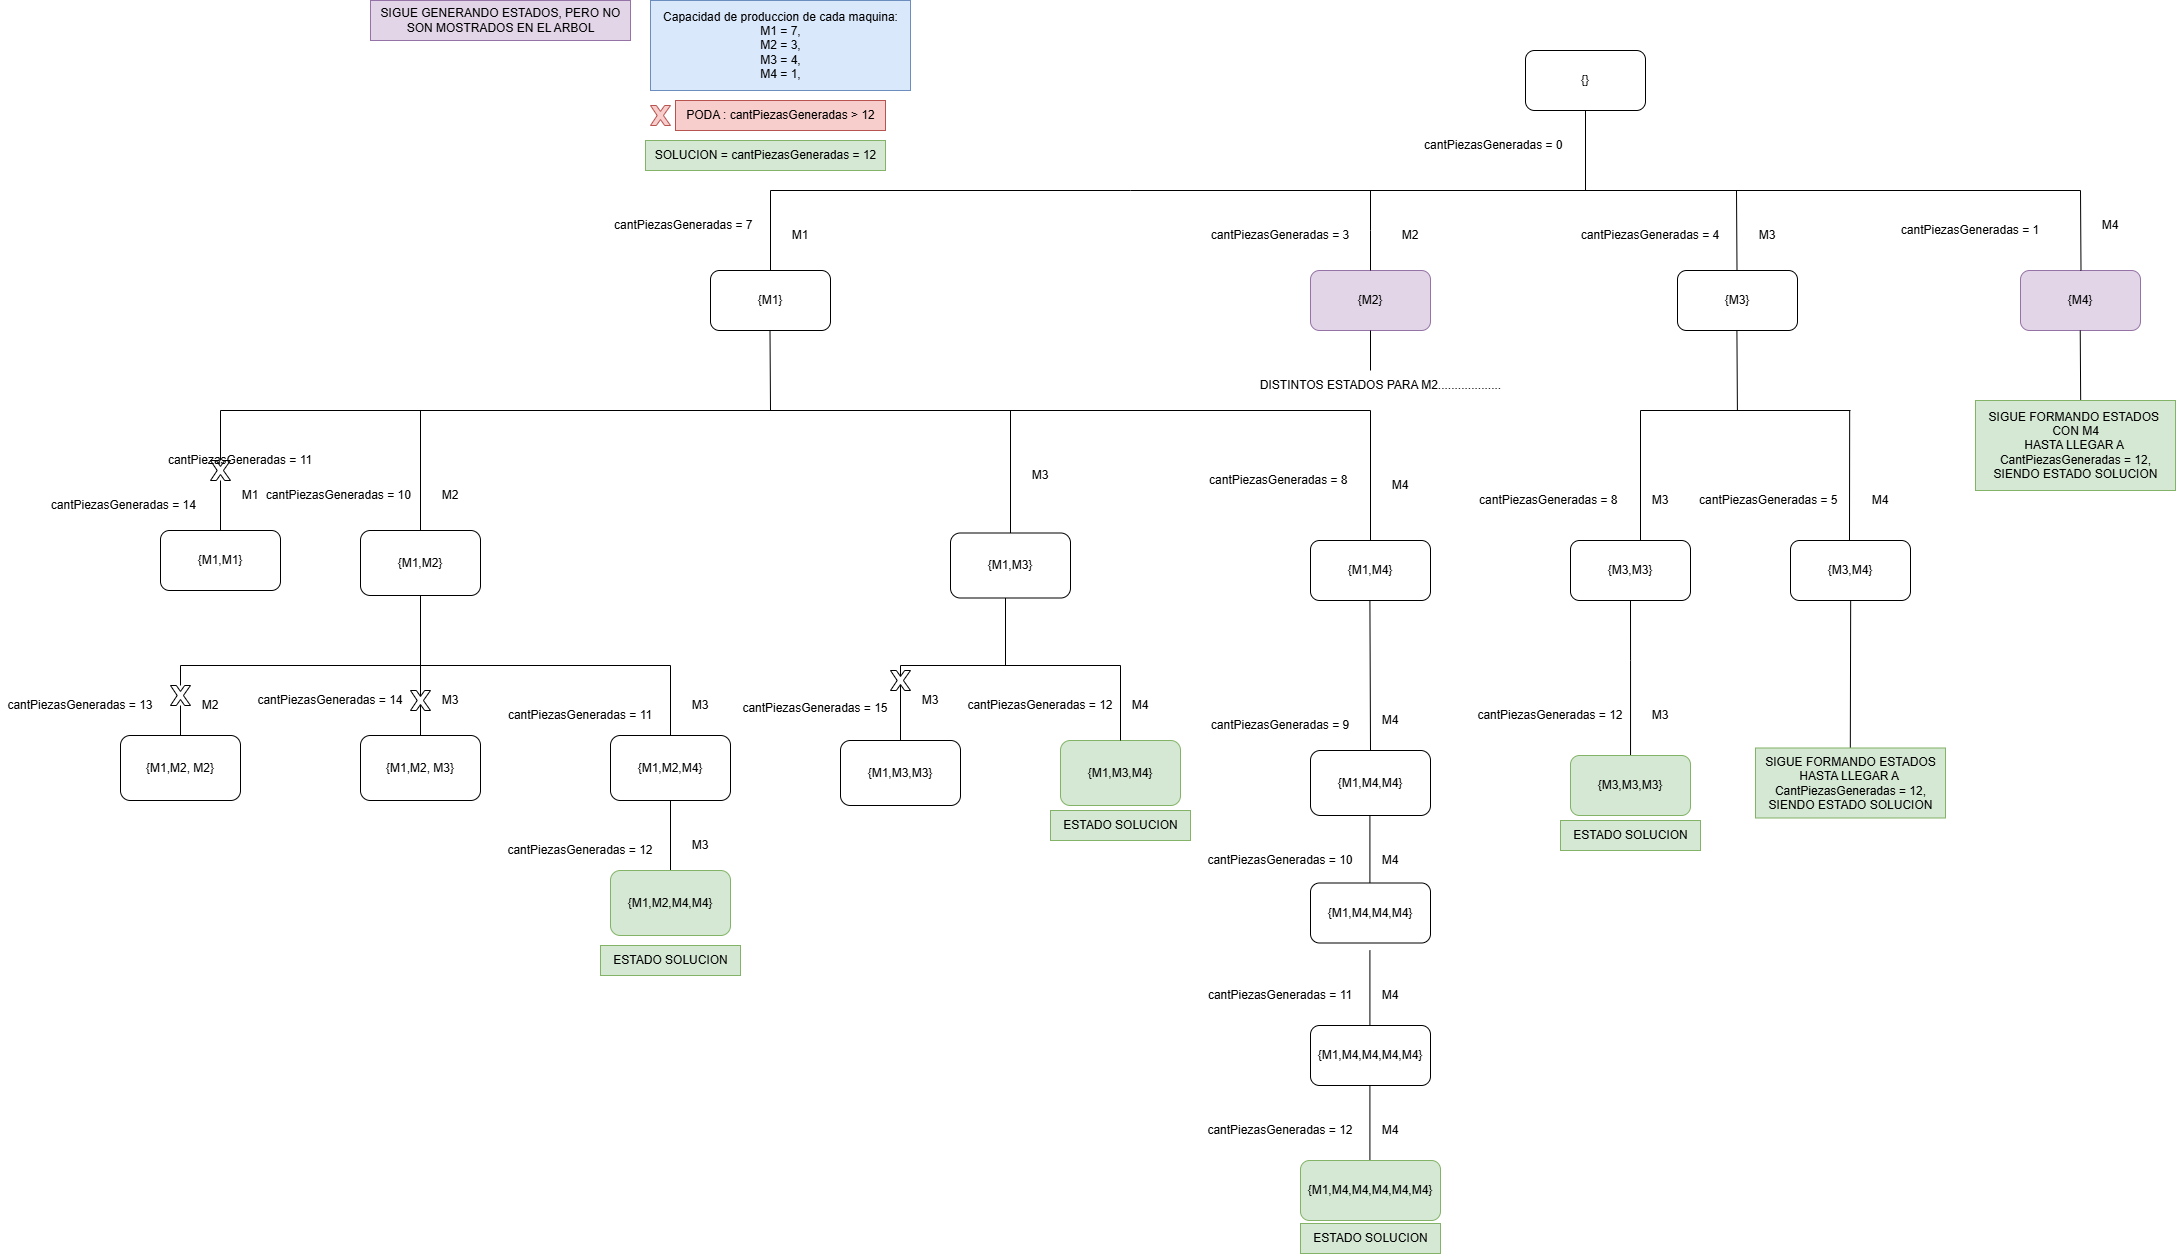 SIGUE GENERANDO ESTADOS, PERO NO
SON MOSTRADOS EN EL ARBOL
Capacidad de produccion de cada maquina:
M1 = 7,
M2 = 3,
M3 = 4,
M4 = 1,
X PODA : cantPiezasGeneradas > 12
SOLUCION = cantPiezasGeneradas = 12
{}
cantPiezasGeneradas = 0
cantPiezasGeneradas = 7
M1
cantPiezasGeneradas = 3
M2
cantPiezasGeneradas = 4
M3
cantPiezasGeneradas = 1
M4
{M1}
{M2}
{M3}
{M4}
DISTINTOS ESTADOS PARA M2...................
SIGUE FORMANDO ESTADOS
CON M4
HASTA LLEGAR A
CantPiezasGeneradas = 12,
SIENDO ESTADO SOLUCION
cantPiezasGeneradas = 11
X
cantPiezasGeneradas = 14
M1
cantPiezasGeneradas = 10
M2
M3
cantPiezasGeneradas = 8
M4
cantPiezasGeneradas = 8
M3
cantPiezasGeneradas = 5
M4
{M1,M1}
{M1,M2}
{M1,M3}
{M1,M4}
{M3,M3}
{M3,M4}
cantPiezasGeneradas = 13
X
M2
cantPiezasGeneradas = 14
X
M3
cantPiezasGeneradas = 11
M3
cantPiezasGeneradas = 15
X
M3
cantPiezasGeneradas = 12
M4
cantPiezasGeneradas = 9
M4
cantPiezasGeneradas = 12
M3
{M1,M2, M2}
{M1,M2, M3}
{M1,M2,M4}
{M1,M3,M3}
{M1,M3,M4}
ESTADO SOLUCION
{M1,M4,M4}
{M3,M3,M3}
ESTADO SOLUCION
SIGUE FORMANDO ESTADOS
HASTA LLEGAR A
CantPiezasGeneradas = 12,
SIENDO ESTADO SOLUCION
cantPiezasGeneradas = 12
M3
cantPiezasGeneradas = 10
M4
{M1,M2,M4,M4}
ESTADO SOLUCION
{M1,M4,M4,M4}
cantPiezasGeneradas = 11
M4
{M1,M4,M4,M4,M4}
cantPiezasGeneradas = 12
M4
{M1,M4,M4,M4,M4,M4}
ESTADO SOLUCION